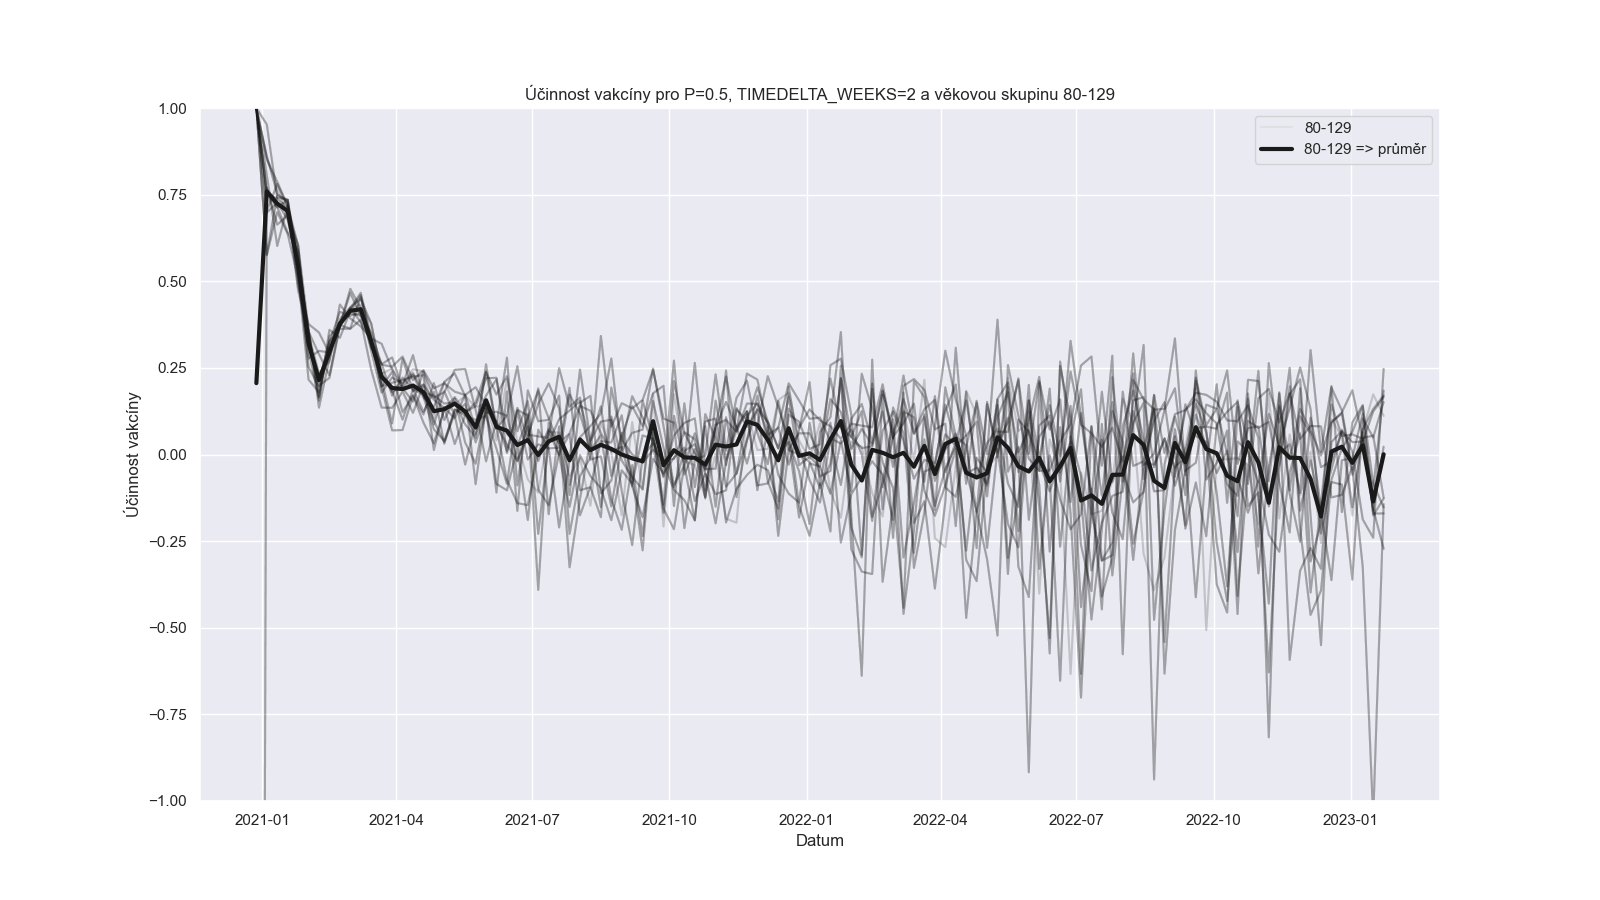 Účinnost vakcíny pro P=0.5, TIMEDELTA_WEEKS=2 a věkovou skupinu 80-129
80-129
80-129 => průměr
1.00
0.75
0.50
0.25
0.00
−0.25
−0.50
−0.75
−1.00
Účinnost vakcíny
2021-01 2021-04 2021-07 2021-10 2022-01 2022-04 2022-07 2022-10 2023-01
Datum